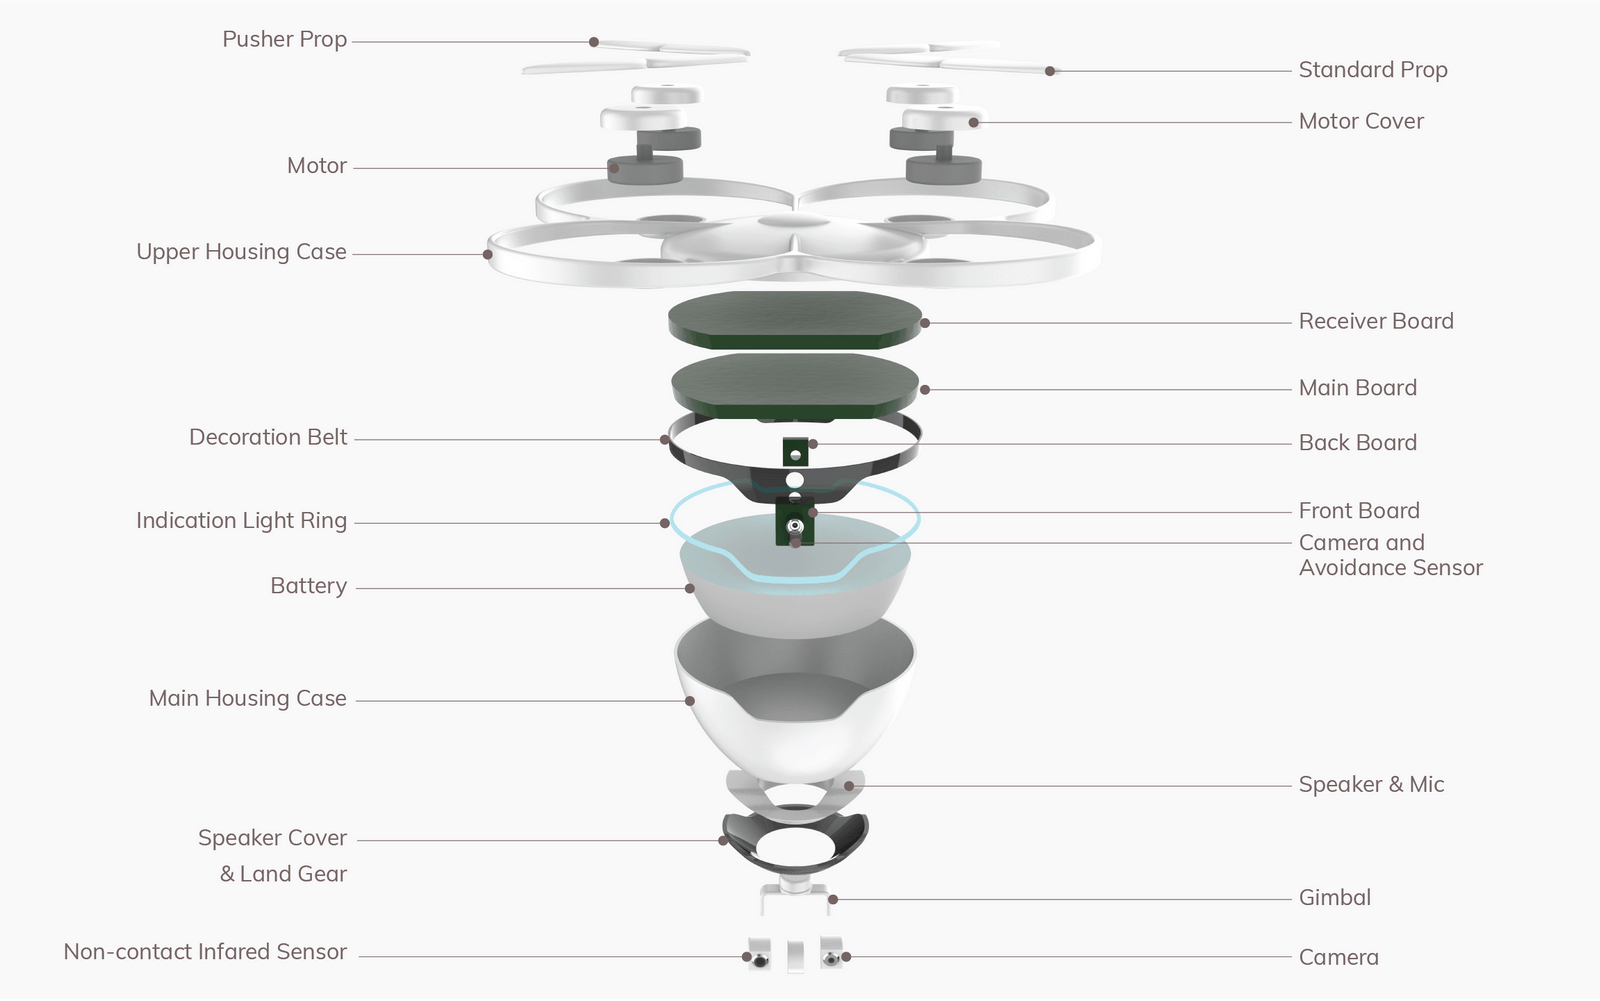 Pusher Prop
Standard Prop
Motor Cover
Motor
Upper Housing Case
Receiver Board
Main Board
Decoration Belt
Back Board
Indication Light Ring
Front Board
Camera and
Avoidance Sensor
Battery
Main Housing Case
Speaker & Mic
Speaker Cover
& Land Gear
Gimbal
Non-contact Infared Sensor
Camera